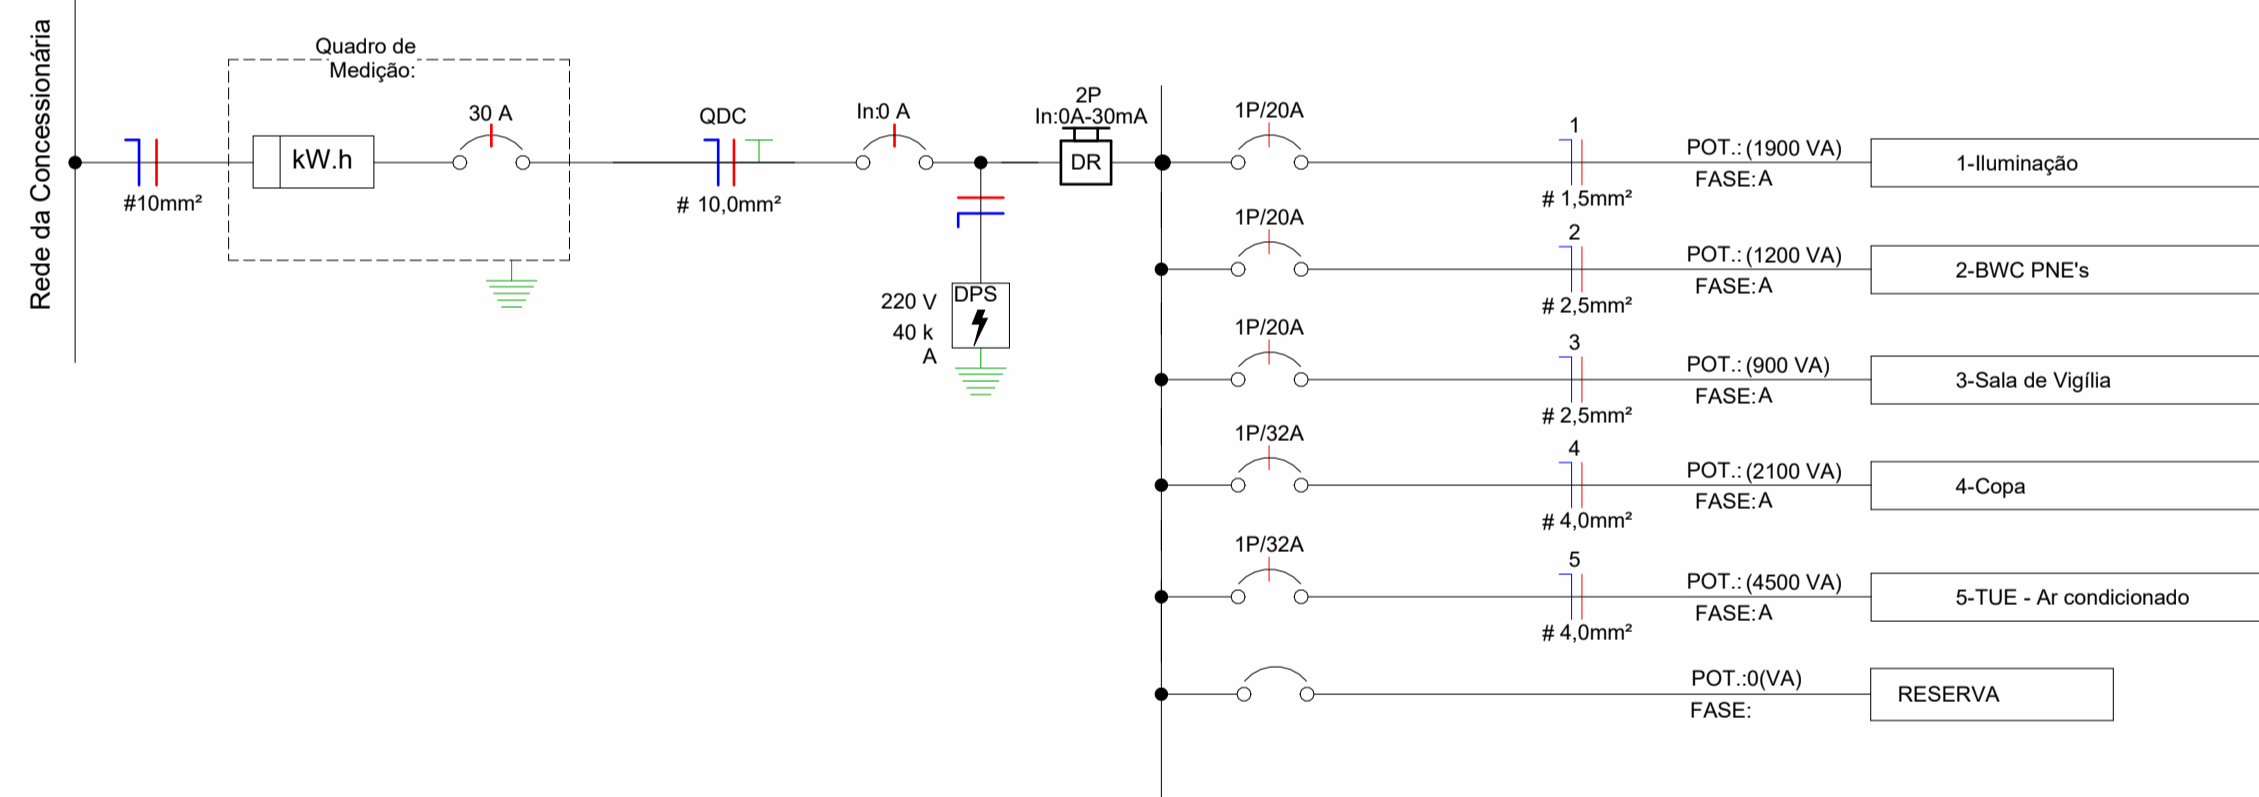 Rede da Concessionária
#10mm²
Quadro de
Medição:
kW.h
30 A
QDC
# 10,0mm²
In:0 A
220 V
40 k
A
DPS
2P
In:0A-30mA
DR
1P/20A
1
# 1,5mm²
POT.: (1900 VA)
FASE:A
1-Iluminação
1P/20A
2
# 2,5mm²
POT.: (1200 VA)
FASE:A
2-BWC PNE's
1P/20A
3
# 2,5mm²
POT.: (900 VA)
FASE:A
3-Sala de Vigília
1P/32A
4
# 4,0mm²
POT.: (2100 VA)
FASE:A
4-Copa
1P/32A
5
# 4,0mm²
POT.: (4500 VA)
FASE:A
5-TUE - Ar condicionado
POT.:0(VA)
FASE:
RESERVA